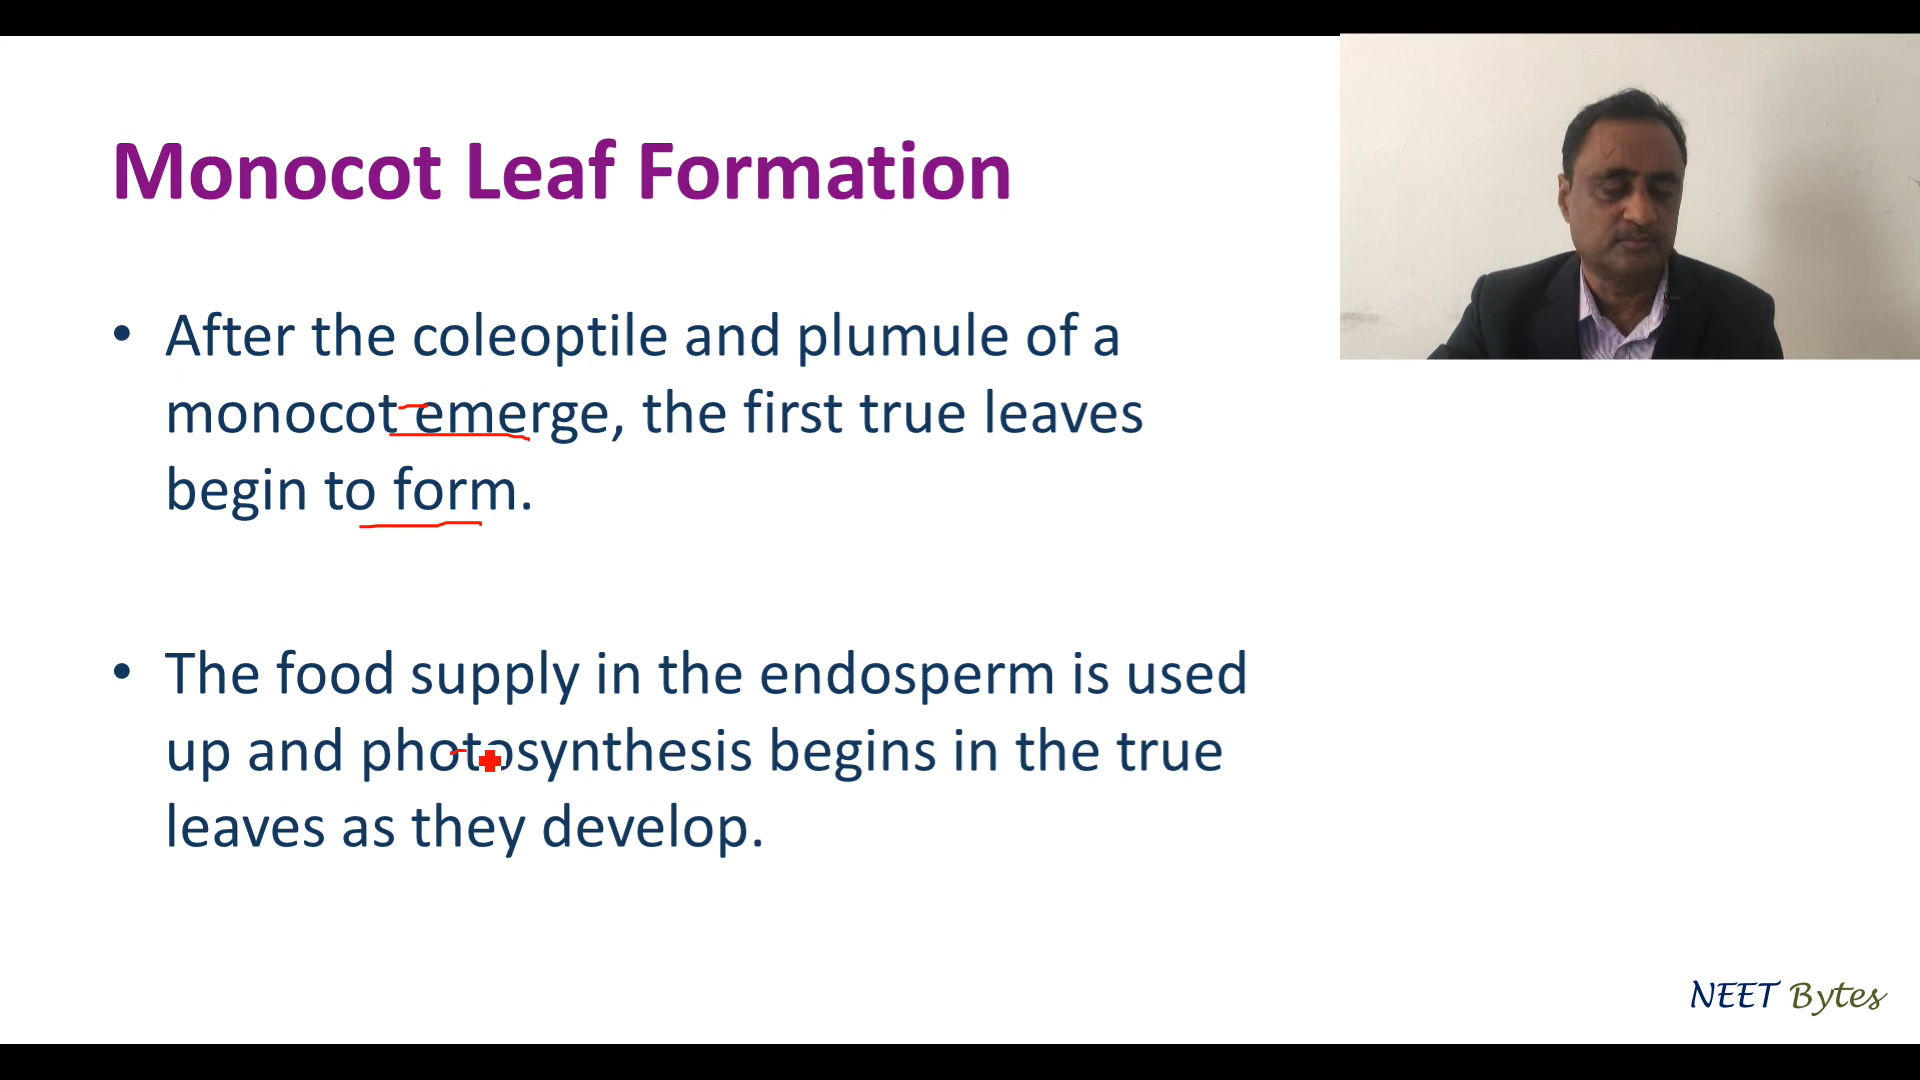 Monocot Leaf Formation
• After the coleoptile and plumule of a
monocot emerge, the first true leaves
begin to form.
• The food supply in the endosperm is used
up and photosynthesis begins in the true
leaves as they develop.
NEET Bytes